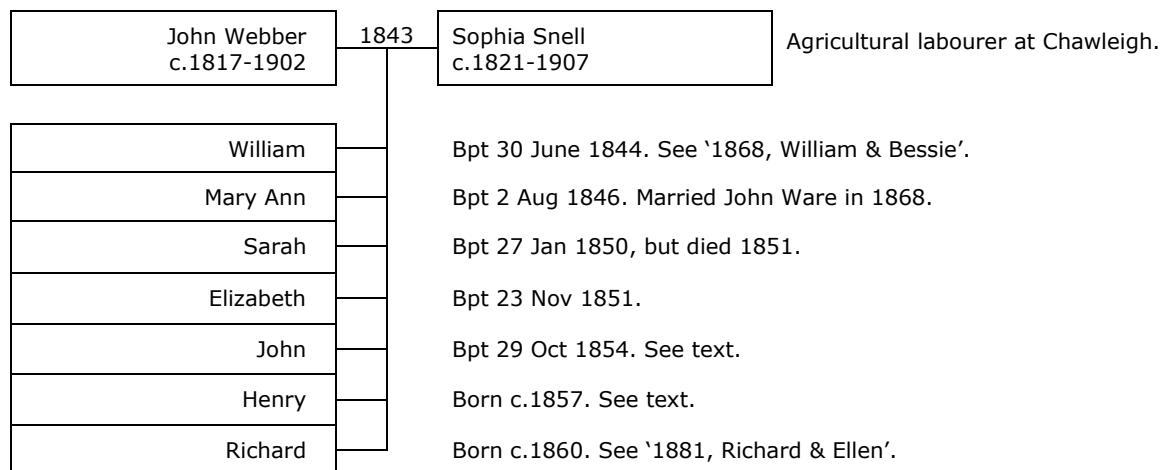 John Webber
c.1817-1902
1843
Sophia Snell
c.1821-1907
Agricultural labourer at Chawleigh.
William
Bpt 30 June 1844. See ‘1868, William & Bessie’.
Mary Ann
Bpt 2 Aug 1846. Married John Ware in 1868.
Sarah
Bpt 27 Jan 1850, but died 1851.
Elizabeth
Bpt 23 Nov 1851.
John
Bpt 29 Oct 1854. See text.
Henry
Born c.1857. See text.
Richard
Born c.1860. See ‘1881, Richard & Ellen’.